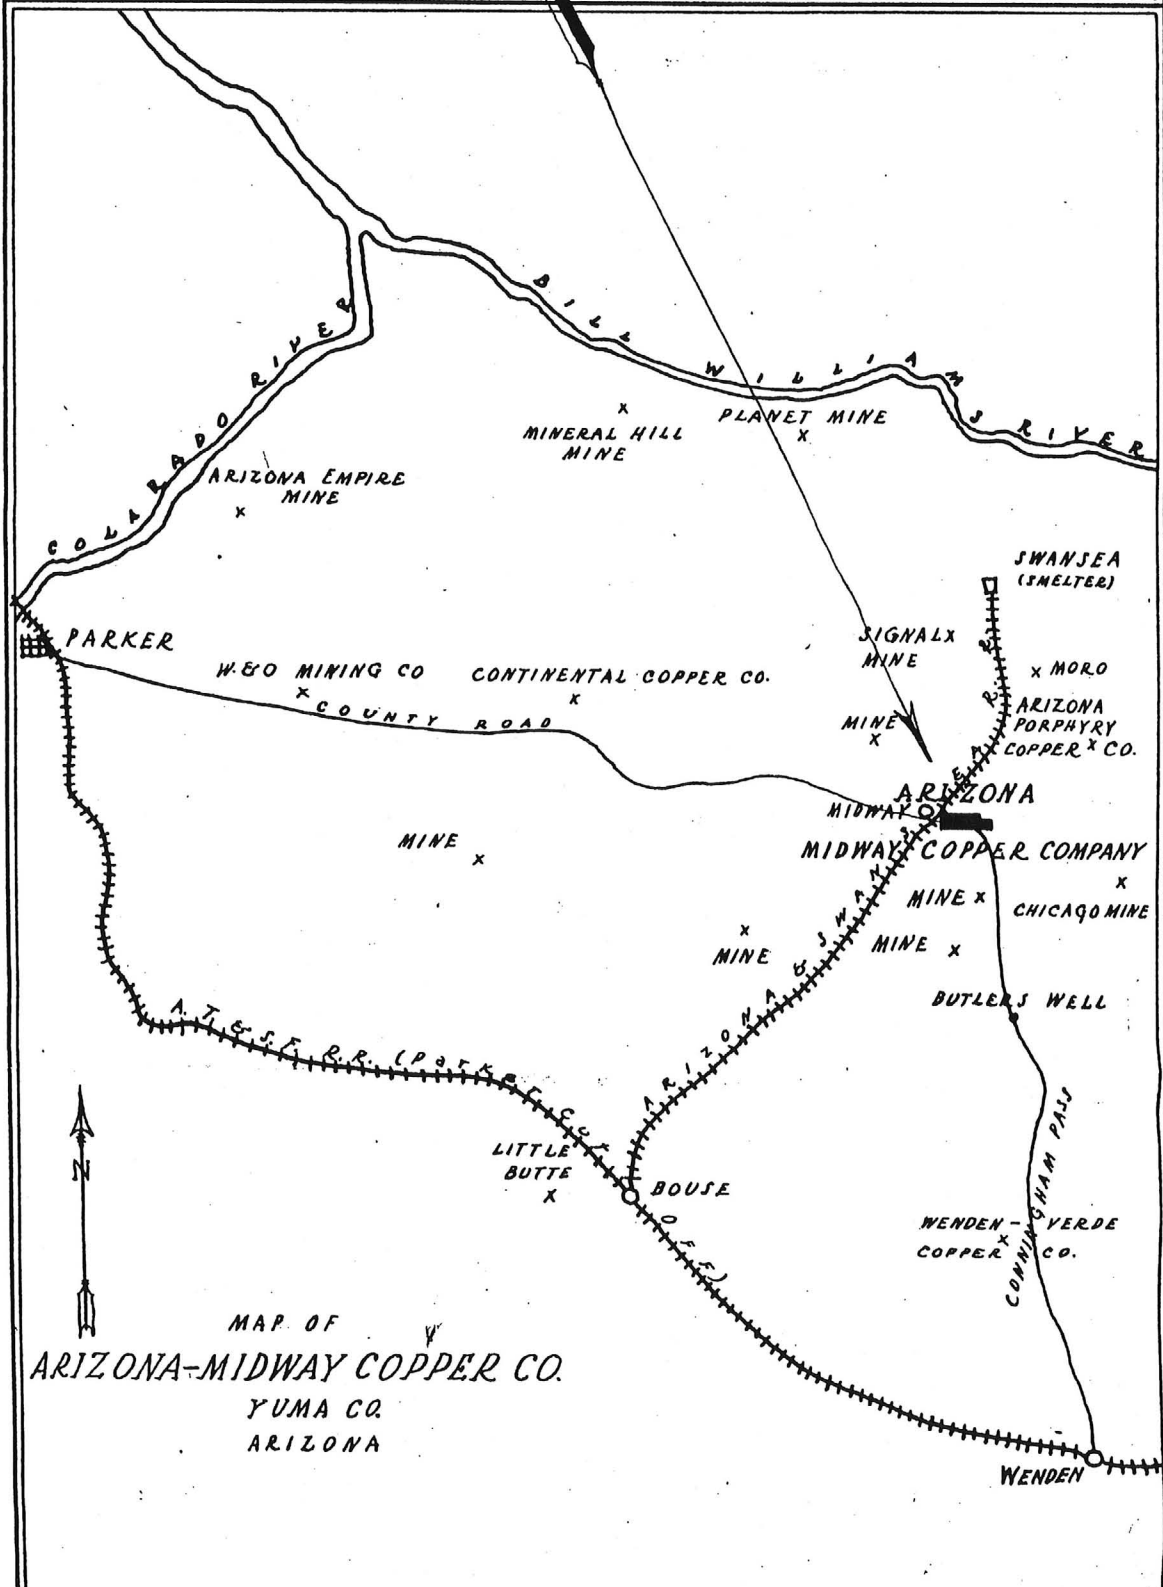 COLARADO RIVER
BILL WILLIAMS RIVER
MINERAL HILL
MINE
PLANET MINE
ARIZONA EMPIRE
MINE
SWANSEA
(SMELTER)
PARKER
SIGNAL
MINE
MORO
W.&O MINING CO
CONTINENTAL COPPER CO.
COUNTY ROAD
MINE
ARIZONA
PORPHYRY
COPPER CO.
ARIZONA
MIDWAY
MIDWAY COPPER COMPANY
MINE
MINE
CHICAGO MINE
MINE
MINE
BUTLERS WELL
ARIZONA & SWANSEA R.R.
A.T.&S.F. R.R. (Parker Cut OFF)
N
LITTLE
BUTTE
BOUSE
CONNINGHAM PASS
WENDEN-VERDE
COPPER CO.
MAP OF
ARIZONA-MIDWAY COPPER CO.
YUMA CO.
ARIZONA
WENDEN